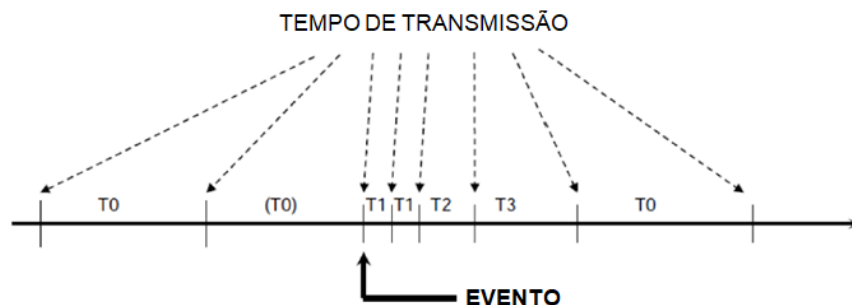 TEMPO DE TRANSMISSÃO
T0 (T0) T1 T1 T2 T3 T0
EVENTO